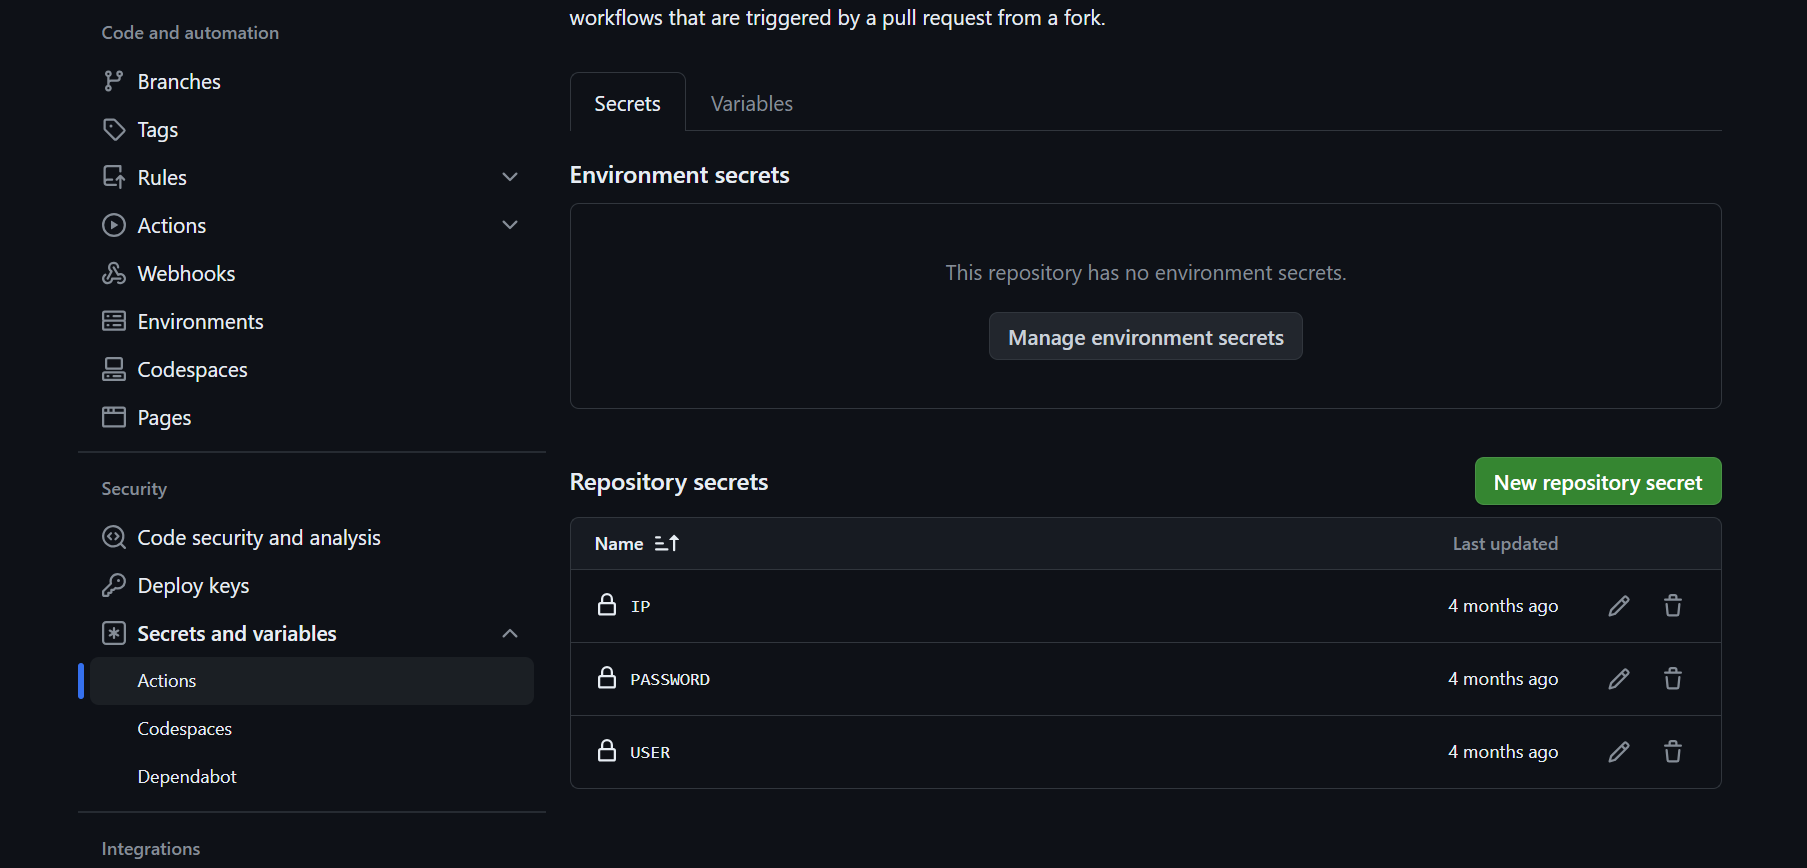 Code and automation
Branches
Tags
Rules
Actions
Webhooks
Environments
Codespaces
Pages
Security
Code security and analysis
Deploy keys
Secrets and variables
Actions
Codespaces
Dependabot
Integrations
workflows that are triggered by a pull request from a fork.
Secrets Variables
Environment secrets
This repository has no environment secrets.
Manage environment secrets
Repository secrets New repository secret
Name Last updated
IP 4 months ago
PASSWORD 4 months ago
USER 4 months ago